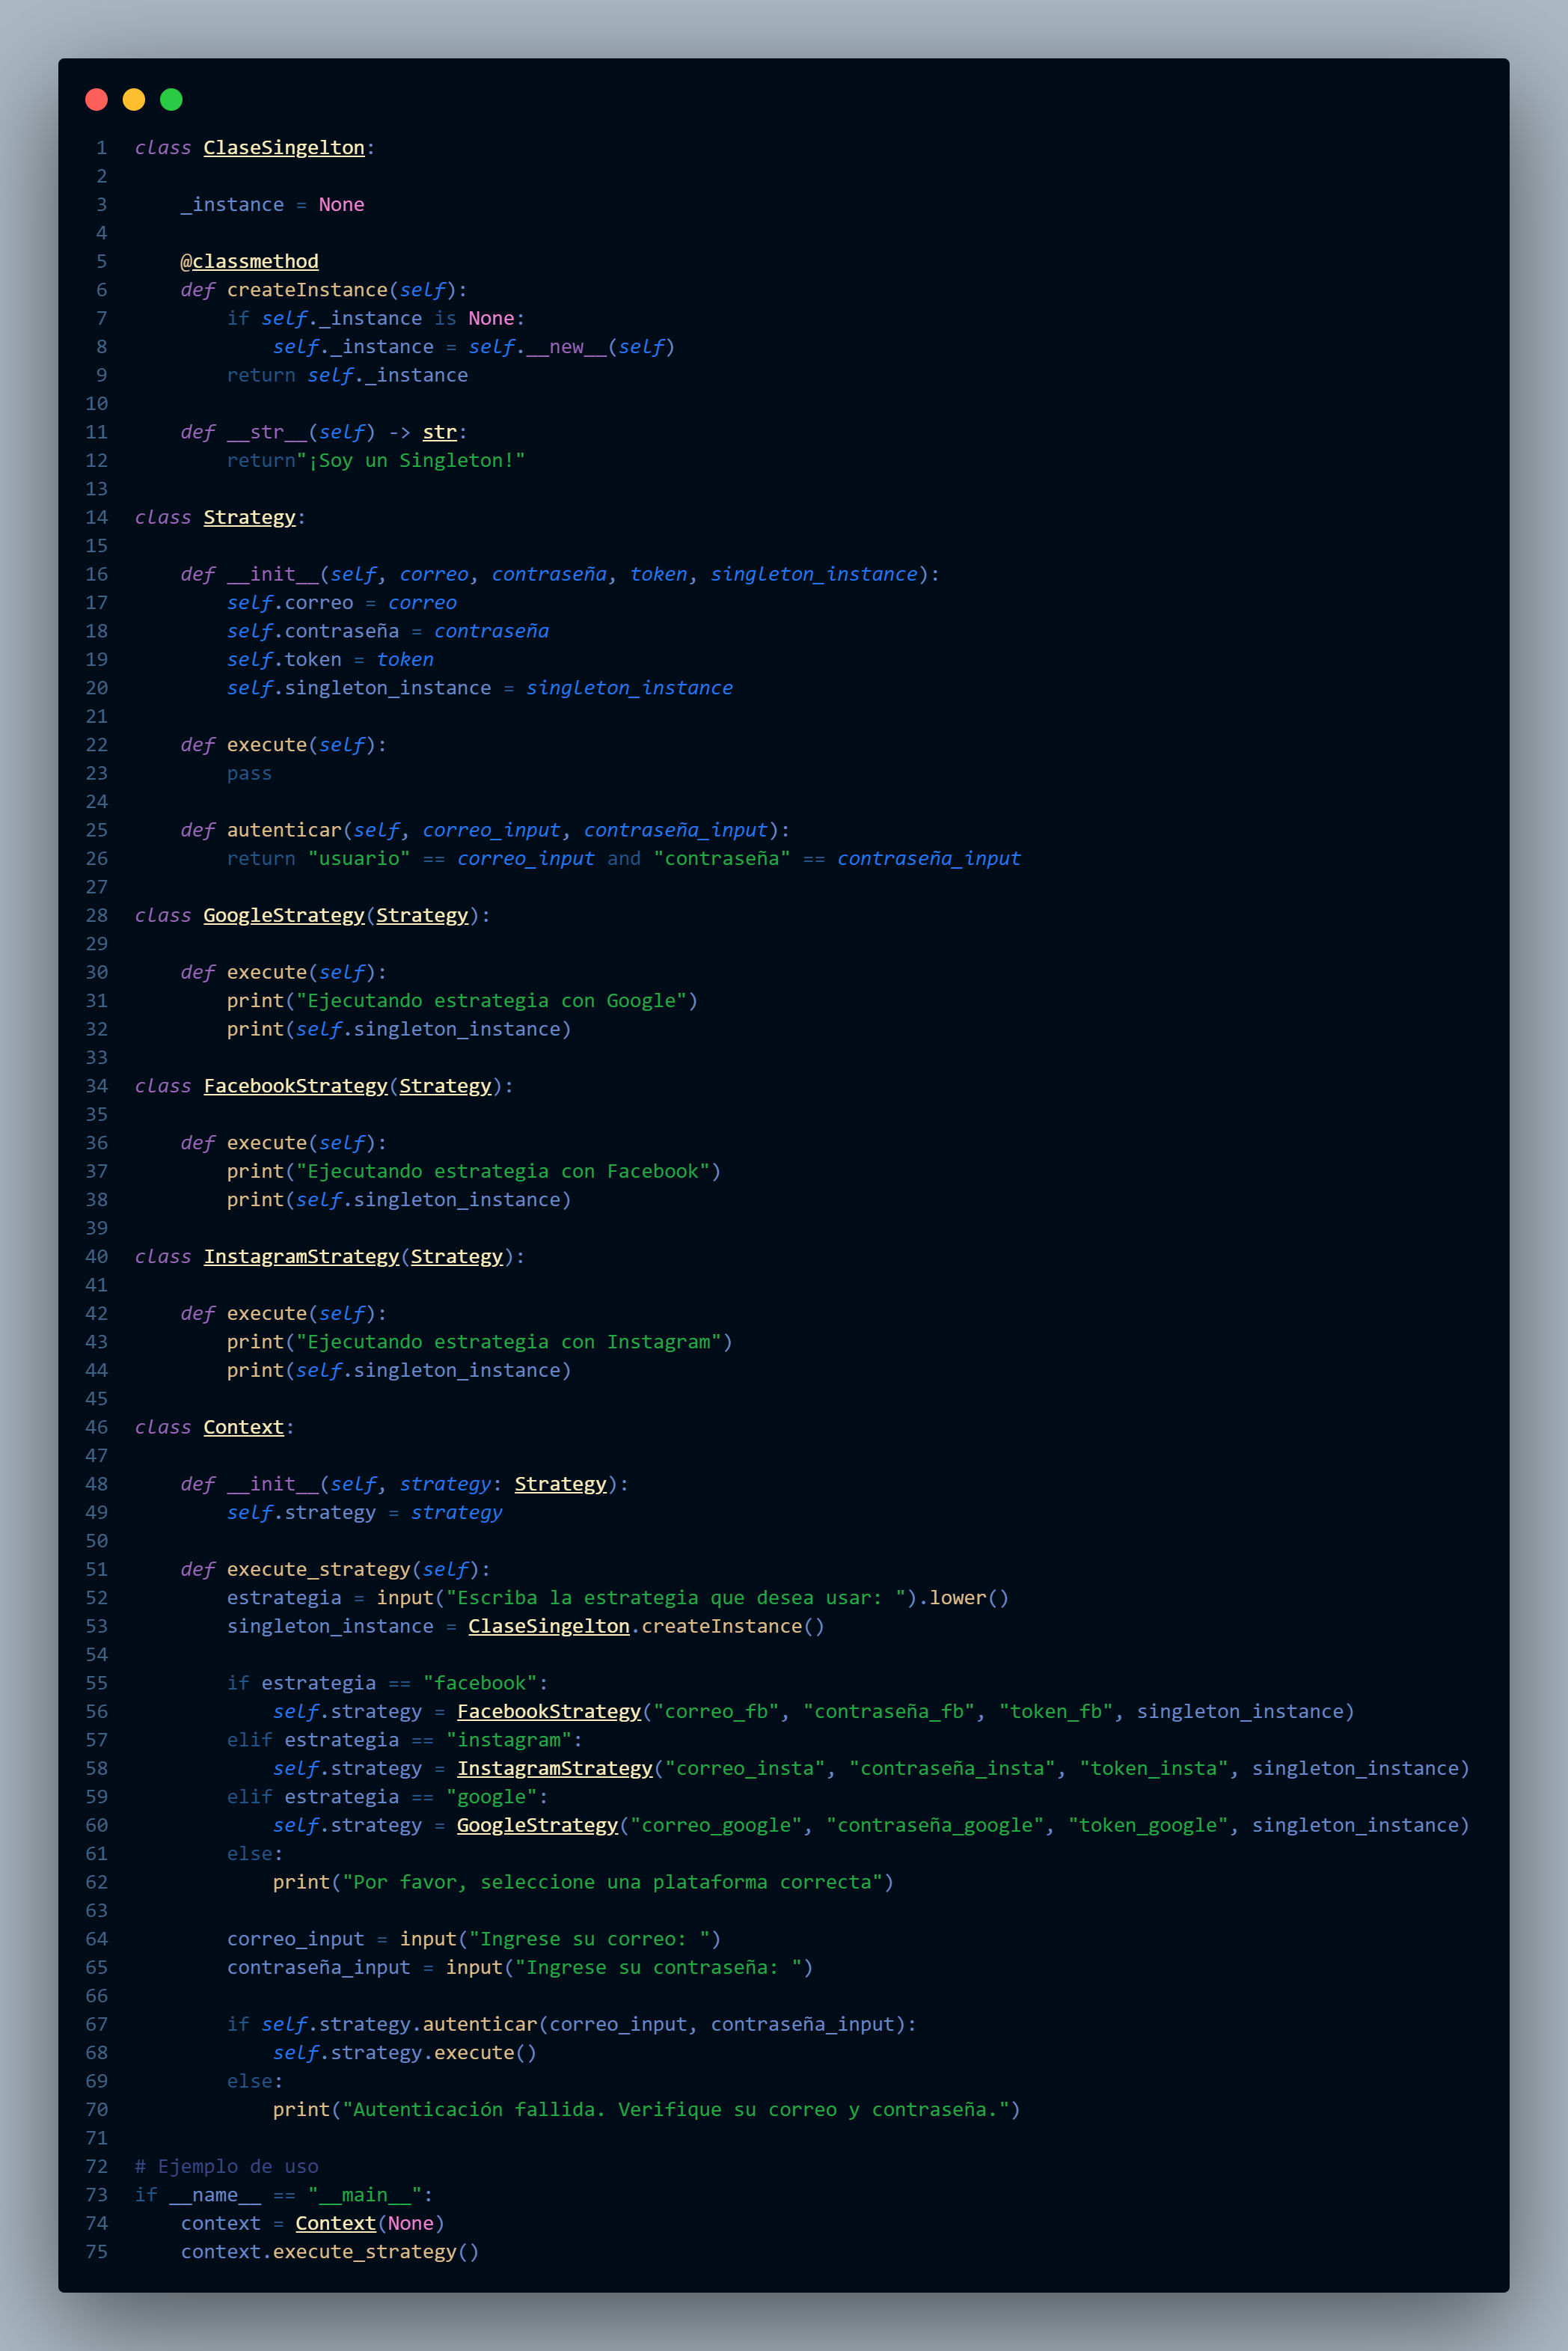 1 class ClaseSingelton:
2
3     _instance = None
4
5     @classmethod
6     def createInstance(self):
7         if self._instance is None:
8             self._instance = self.__new__(self)
9         return self._instance
10
11     def __str__(self) -> str:
12         return"¡Soy un Singleton!"
13
14 class Strategy:
15
16     def __init__(self, correo, contraseña, token, singleton_instance):
17         self.correo = correo
18         self.contraseña = contraseña
19         self.token = token
20         self.singleton_instance = singleton_instance
21
22     def execute(self):
23         pass
24
25     def autenticar(self, correo_input, contraseña_input):
26         return "usuario" == correo_input and "contraseña" == contraseña_input
27
28 class GoogleStrategy(Strategy):
29
30     def execute(self):
31         print("Ejecutando estrategia con Google")
32         print(self.singleton_instance)
33
34 class FacebookStrategy(Strategy):
35
36     def execute(self):
37         print("Ejecutando estrategia con Facebook")
38         print(self.singleton_instance)
39
40 class InstagramStrategy(Strategy):
41
42     def execute(self):
43         print("Ejecutando estrategia con Instagram")
44         print(self.singleton_instance)
45
46 class Context:
47
48     def __init__(self, strategy: Strategy):
49         self.strategy = strategy
50
51     def execute_strategy(self):
52         estrategia = input("Escriba la estrategia que desea usar: ").lower()
53         singleton_instance = ClaseSingelton.createInstance()
54
55         if estrategia == "facebook":
56             self.strategy = FacebookStrategy("correo_fb", "contraseña_fb", "token_fb", singleton_instance)
57         elif estrategia == "instagram":
58             self.strategy = InstagramStrategy("correo_insta", "contraseña_insta", "token_insta", singleton_instance)
59         elif estrategia == "google":
60             self.strategy = GoogleStrategy("correo_google", "contraseña_google", "token_google", singleton_instance)
61         else:
62             print("Por favor, seleccione una plataforma correcta")
63
64         correo_input = input("Ingrese su correo: ")
65         contraseña_input = input("Ingrese su contraseña: ")
66
67         if self.strategy.autenticar(correo_input, contraseña_input):
68             self.strategy.execute()
69         else:
70             print("Autenticación fallida. Verifique su correo y contraseña.")
71
72 # Ejemplo de uso
73 if __name__ == "__main__":
74     context = Context(None)
75     context.execute_strategy()